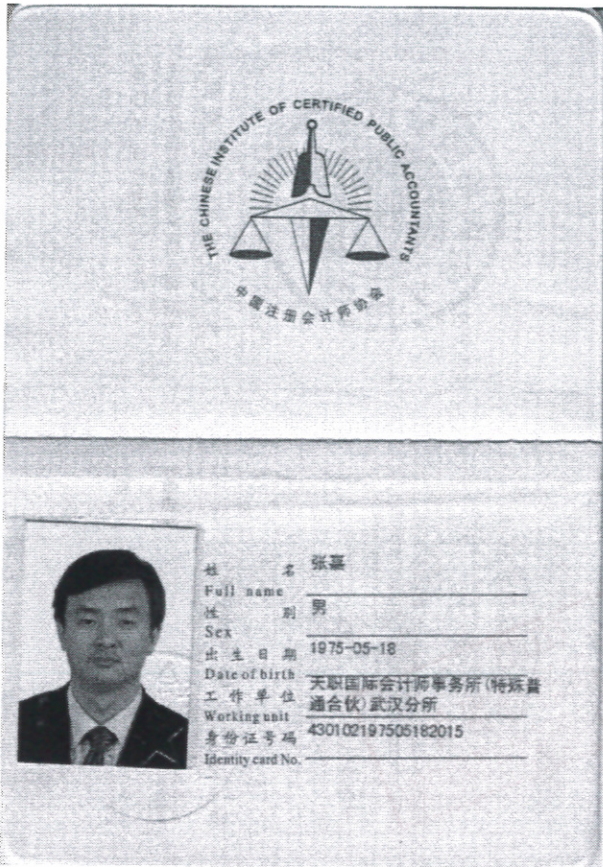 THE CHINESE INSTITUTE OF CERTIFIED PUBLIC ACCOUNTANTS
中国注册会计师协会
姓 名 张嘉
Full name
性 别 男
Sex
出生日期 1975-05-18
Date of birth
工作单位 天职国际会计师事务所(特殊普
通合伙)武汉分所
Working unit
身份证号码 430102197505182015
Identity card No.